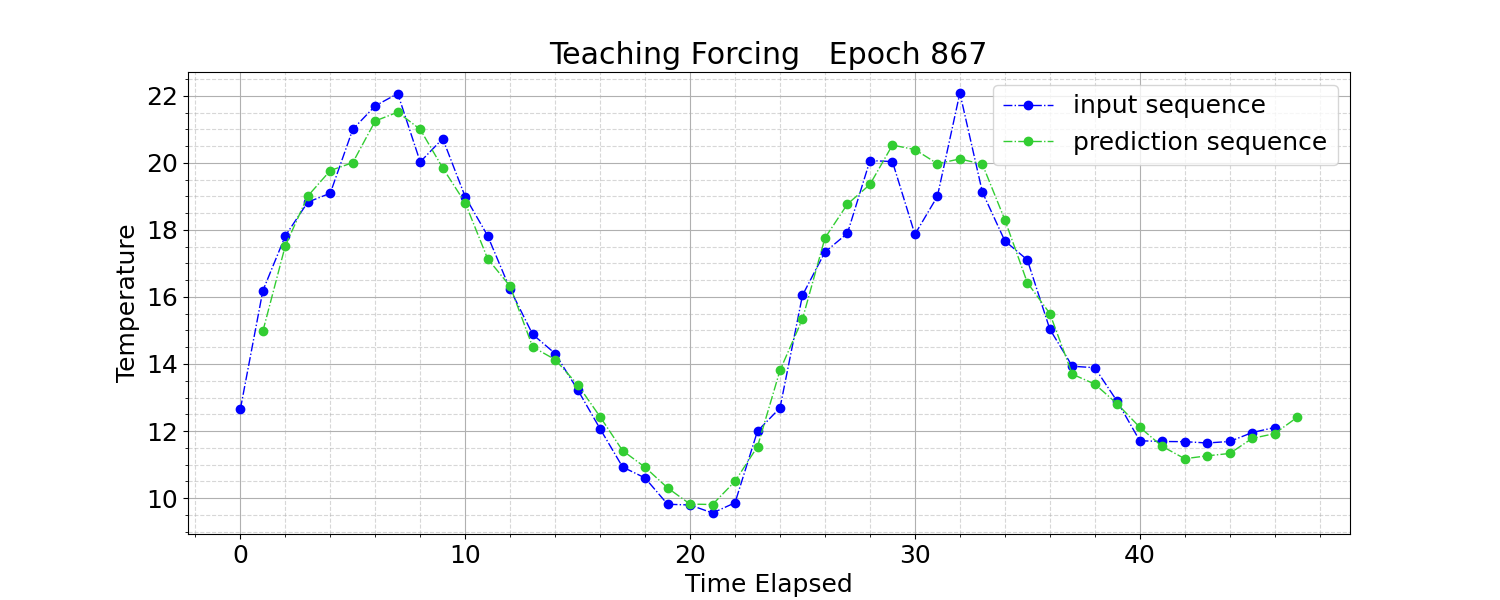 Teaching Forcing   Epoch 867
input sequence
prediction sequence
Temperature
22
20
18
16
14
12
10
0
10
20
30
40
Time Elapsed